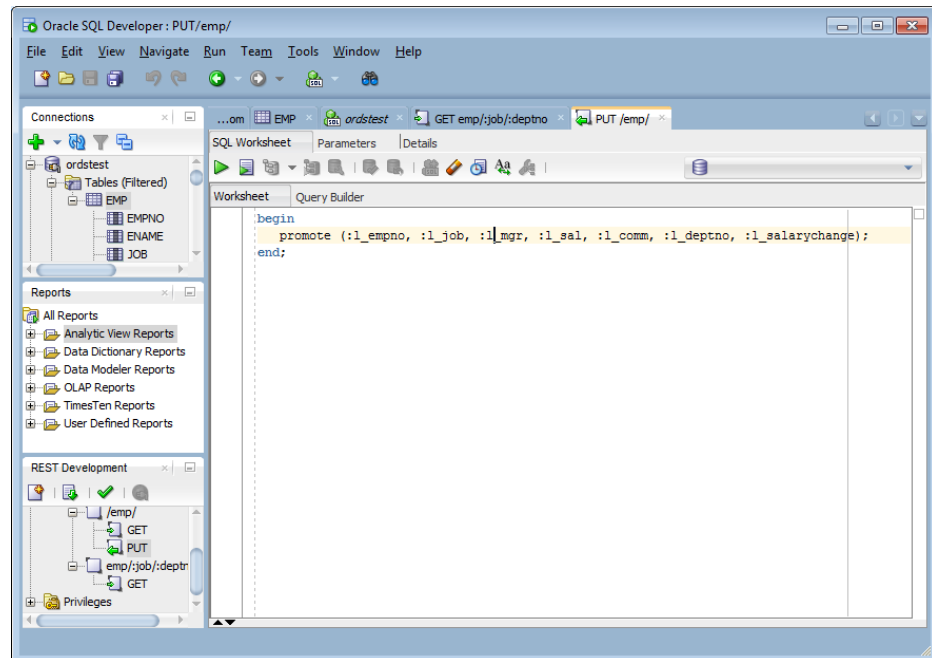 Oracle SQL Developer : PUT/emp/
File Edit View Navigate Run Team Tools Window Help
Connections
ordstest
Tables (Filtered)
EMP
EMPNO
ENAME
JOB
Reports
All Reports
Analytic View Reports
Data Dictionary Reports
Data Modeler Reports
OLAP Reports
TimesTen Reports
User Defined Reports
REST Development
/emp/
GET
PUT
emp/:job/:deptr
GET
Privileges
...om EMP ordstest GET emp/:job/:deptno PUT /emp/
SQL Worksheet Parameters Details
Worksheet Query Builder
begin
promote (:l_empno, :l_job, :l_mgr, :l_sal, :l_comm, :l_deptno, :l_salarychange);
end;